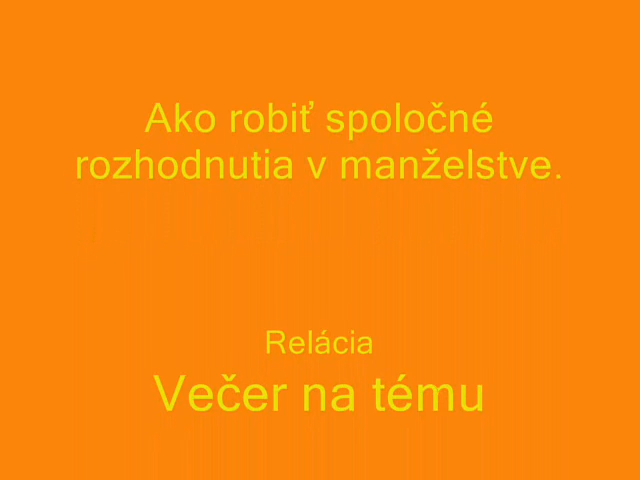 Ako robiť spoločné
rozhodnutia v manželstve.
Relácia
Večer na tému